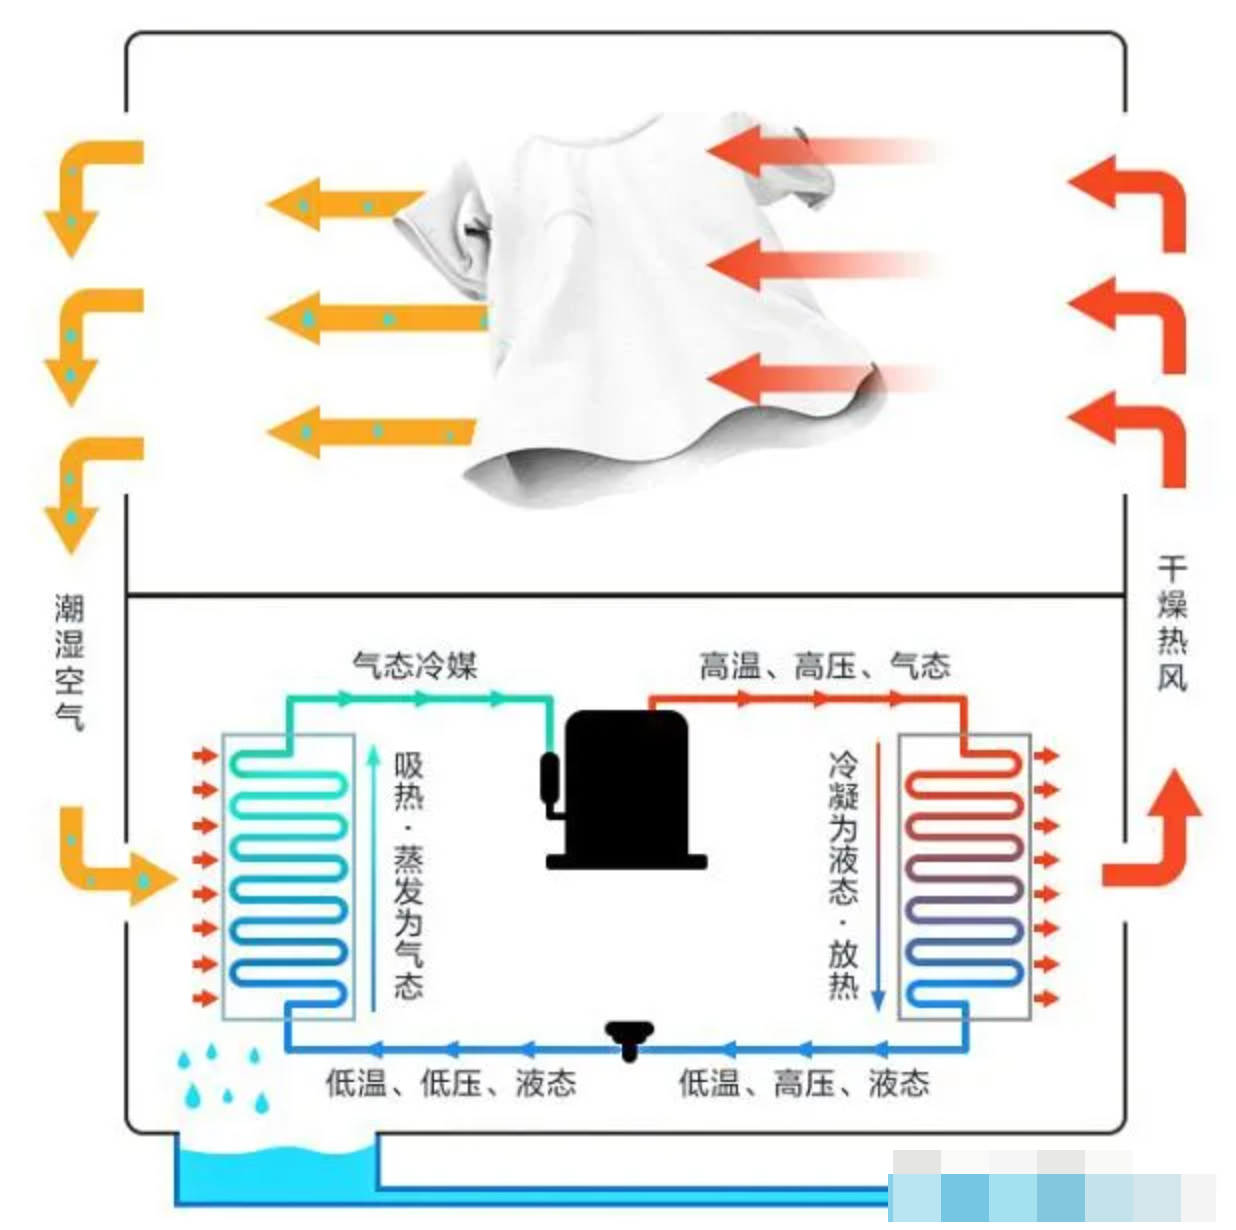 潮湿空气
干燥热风
气态冷媒
高温、高压、气态
吸热·蒸发为气态
冷凝为液态·放热
低温、低压、液态
低温、高压、液态